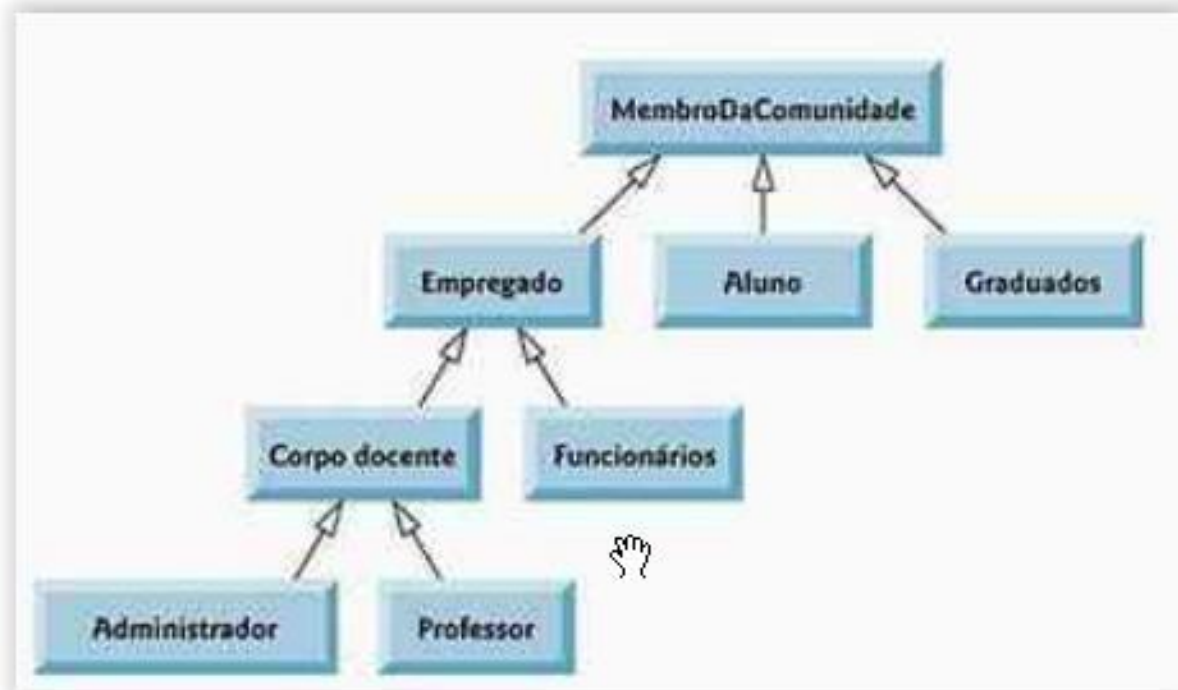 MembroDaComunidade
Empregado
Aluno
Graduados
Corpo docente
Funcionários
Administrador
Professor